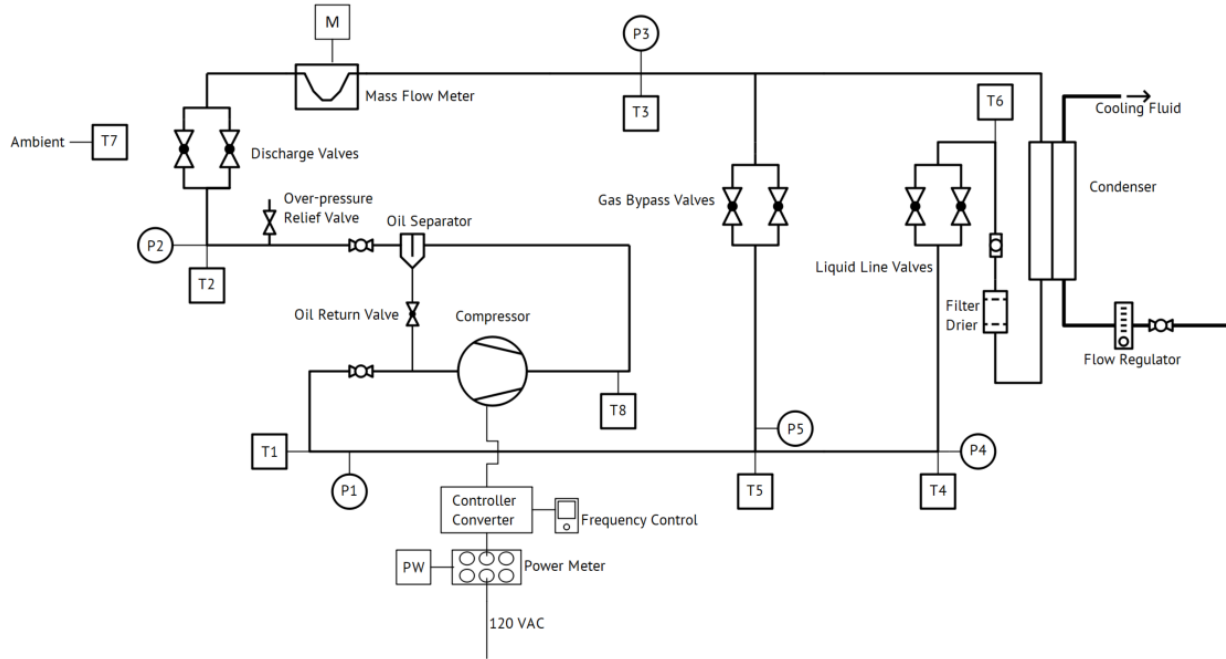 M
P3
Mass Flow Meter
T3
T6
Cooling Fluid
Ambient
T7
Discharge Valves
Condenser
Over-pressure
Relief Valve
Oil Separator
Gas Bypass Valves
P2
T2
Liquid Line Valves
Oil Return Valve
Compressor
Filter
Drier
Flow Regulator
T8
P5
T1
P4
P1
T5
T4
Controller
Converter
Frequency Control
PW
Power Meter
120 VAC